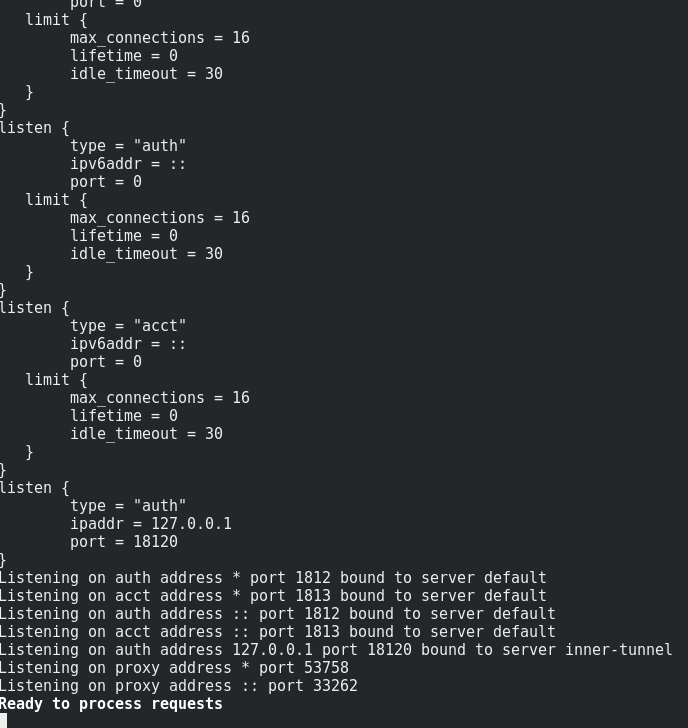 port = 0
limit {
max_connections = 16
lifetime = 0
idle_timeout = 30
}
}
listen {
type = "auth"
ipv6addr = ::
port = 0
limit {
max_connections = 16
lifetime = 0
idle_timeout = 30
}
}
listen {
type = "acct"
ipv6addr = ::
port = 0
limit {
max_connections = 16
lifetime = 0
idle_timeout = 30
}
}
listen {
type = "auth"
ipaddr = 127.0.0.1
port = 18120
}
Listening on auth address * port 1812 bound to server default
Listening on acct address * port 1813 bound to server default
Listening on auth address :: port 1812 bound to server default
Listening on acct address :: port 1813 bound to server default
Listening on auth address 127.0.0.1 port 18120 bound to server inner-tunnel
Listening on proxy address * port 53758
Listening on proxy address :: port 33262
Ready to process requests